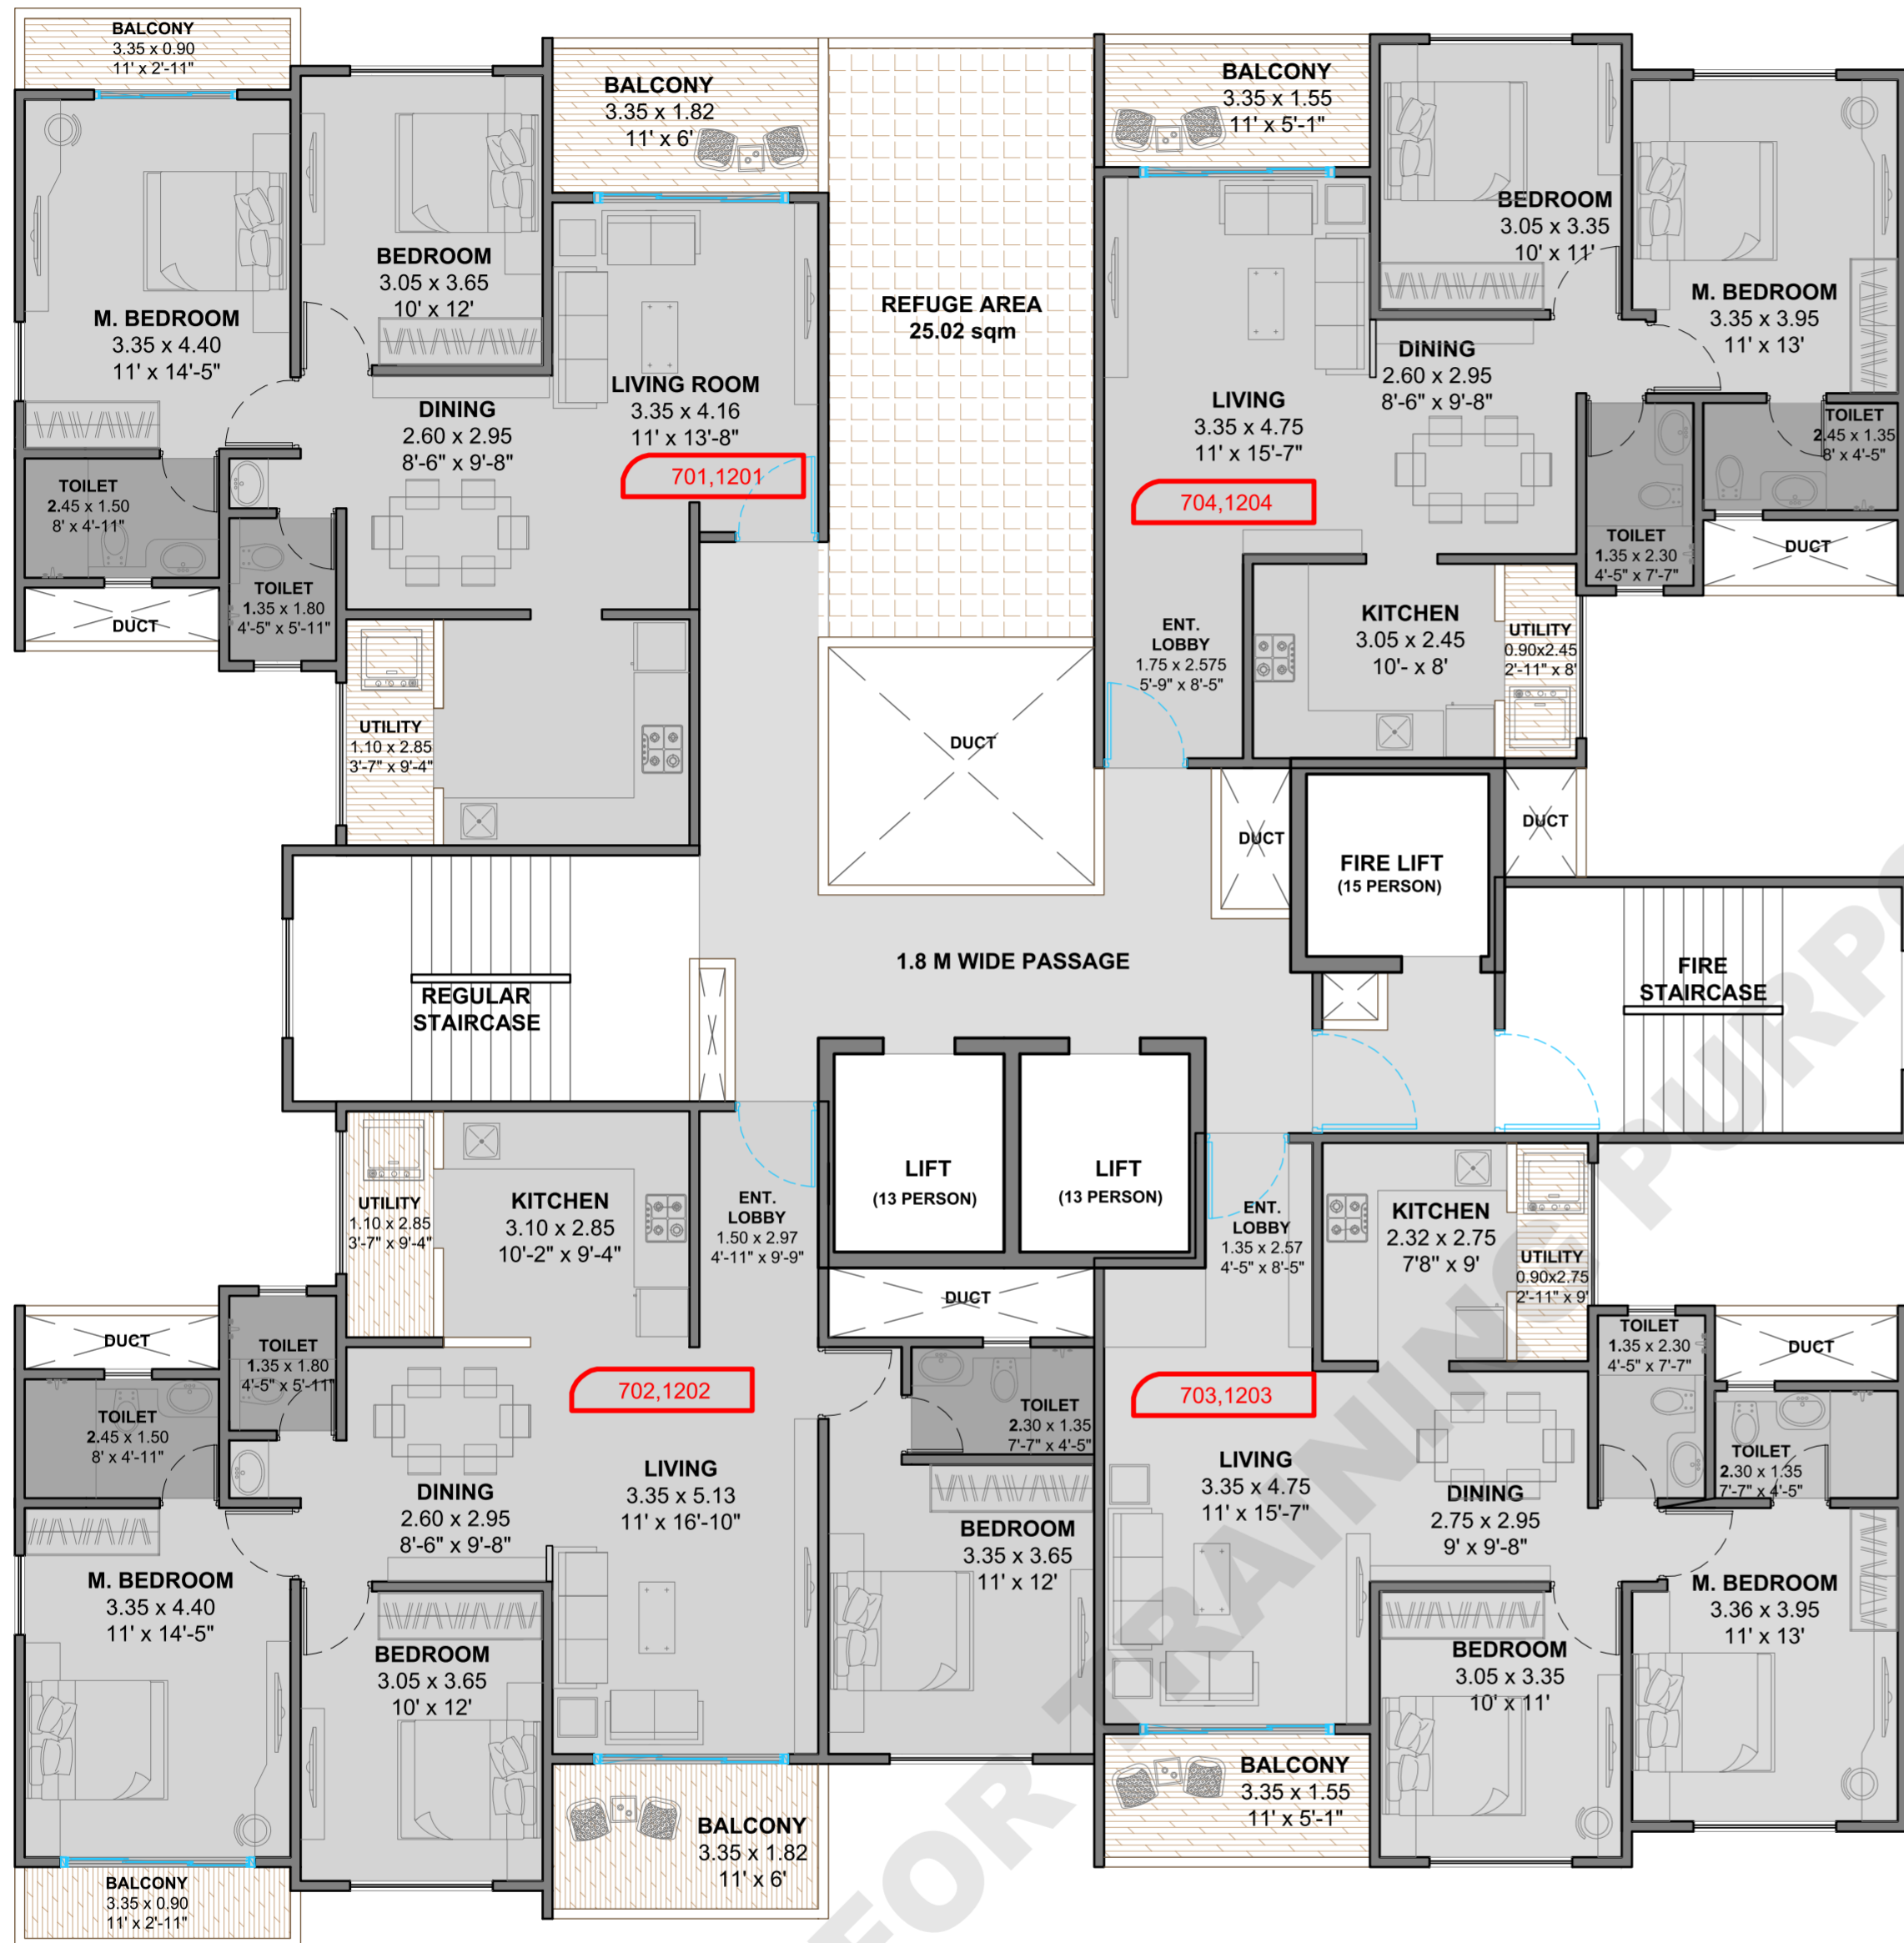 BALCONY
3.35 x 0.90
11' x 2'-11"
BALCONY
3.35 x 1.82
11' x 6'
BALCONY
3.35 x 1.55
11' x 5'-1"
BEDROOM
3.05 x 3.65
10' x 12'
M. BEDROOM
3.35 x 4.40
11' x 14'-5"
LIVING ROOM
3.35 x 4.16
11' x 13'-8"
701,1201
DINING
2.60 x 2.95
8'-6" x 9'-8"
TOILET
2.45 x 1.50
8' x 4'-11"
TOILET
1.35 x 1.80
4'-5" x 5'-11"
DUCT
UTILITY
1.10 x 2.85
3'-7" x 9'-4"
REFUGE AREA
25.02 sqm
DUCT
BEDROOM
3.05 x 3.35
10' x 11'
M. BEDROOM
3.35 x 3.95
11' x 13'
DINING
2.60 x 2.95
8'-6" x 9'-8"
LIVING
3.35 x 4.75
11' x 15'-7"
704,1204
TOILET
2.45 x 1.35
8' x 4'-5"
TOILET
1.35 x 2.30
4'-5" x 7'-7"
DUCT
ENT.
LOBBY
1.75 x 2.575
5'-9" x 8'-5"
KITCHEN
3.05 x 2.45
10'- x 8'
UTILITY
0.90x2.45
2'-11" x 8'
DUCT
DUCT
FIRE LIFT
(15 PERSON)
1.8 M WIDE PASSAGE
REGULAR
STAIRCASE
FIRE
STAIRCASE
LIFT
(13 PERSON)
LIFT
(13 PERSON)
UTILITY
1.10 x 2.85
3'-7" x 9'-4"
KITCHEN
3.10 x 2.85
10'-2" x 9'-4"
ENT.
LOBBY
1.50 x 2.97
4'-11" x 9'-9"
ENT.
LOBBY
1.35 x 2.57
4'-5" x 8'-5"
KITCHEN
2.32 x 2.75
7'8" x 9'
UTILITY
0.90x2.75
2'-11" x 9'
DUCT
DUCT
DUCT
TOILET
1.35 x 1.80
4'-5" x 5'-11"
TOILET
2.45 x 1.50
8' x 4'-11"
702,1202
TOILET
2.30 x 1.35
7'-7" x 4'-5"
703,1203
TOILET
1.35 x 2.30
4'-5" x 7'-7"
TOILET
2.30 x 1.35
7'-7" x 4'-5"
DINING
2.60 x 2.95
8'-6" x 9'-8"
LIVING
3.35 x 5.13
11' x 16'-10"
BEDROOM
3.35 x 3.65
11' x 12'
LIVING
3.35 x 4.75
11' x 15'-7"
DINING
2.75 x 2.95
9' x 9'-8"
M. BEDROOM
3.35 x 4.40
11' x 14'-5"
BEDROOM
3.05 x 3.65
10' x 12'
M. BEDROOM
3.36 x 3.95
11' x 13'
BEDROOM
3.05 x 3.35
10' x 11'
BALCONY
3.35 x 1.55
11' x 5'-1"
BALCONY
3.35 x 1.82
11' x 6'
BALCONY
3.35 x 0.90
11' x 2'-11"
FOR TRAINING PURPO